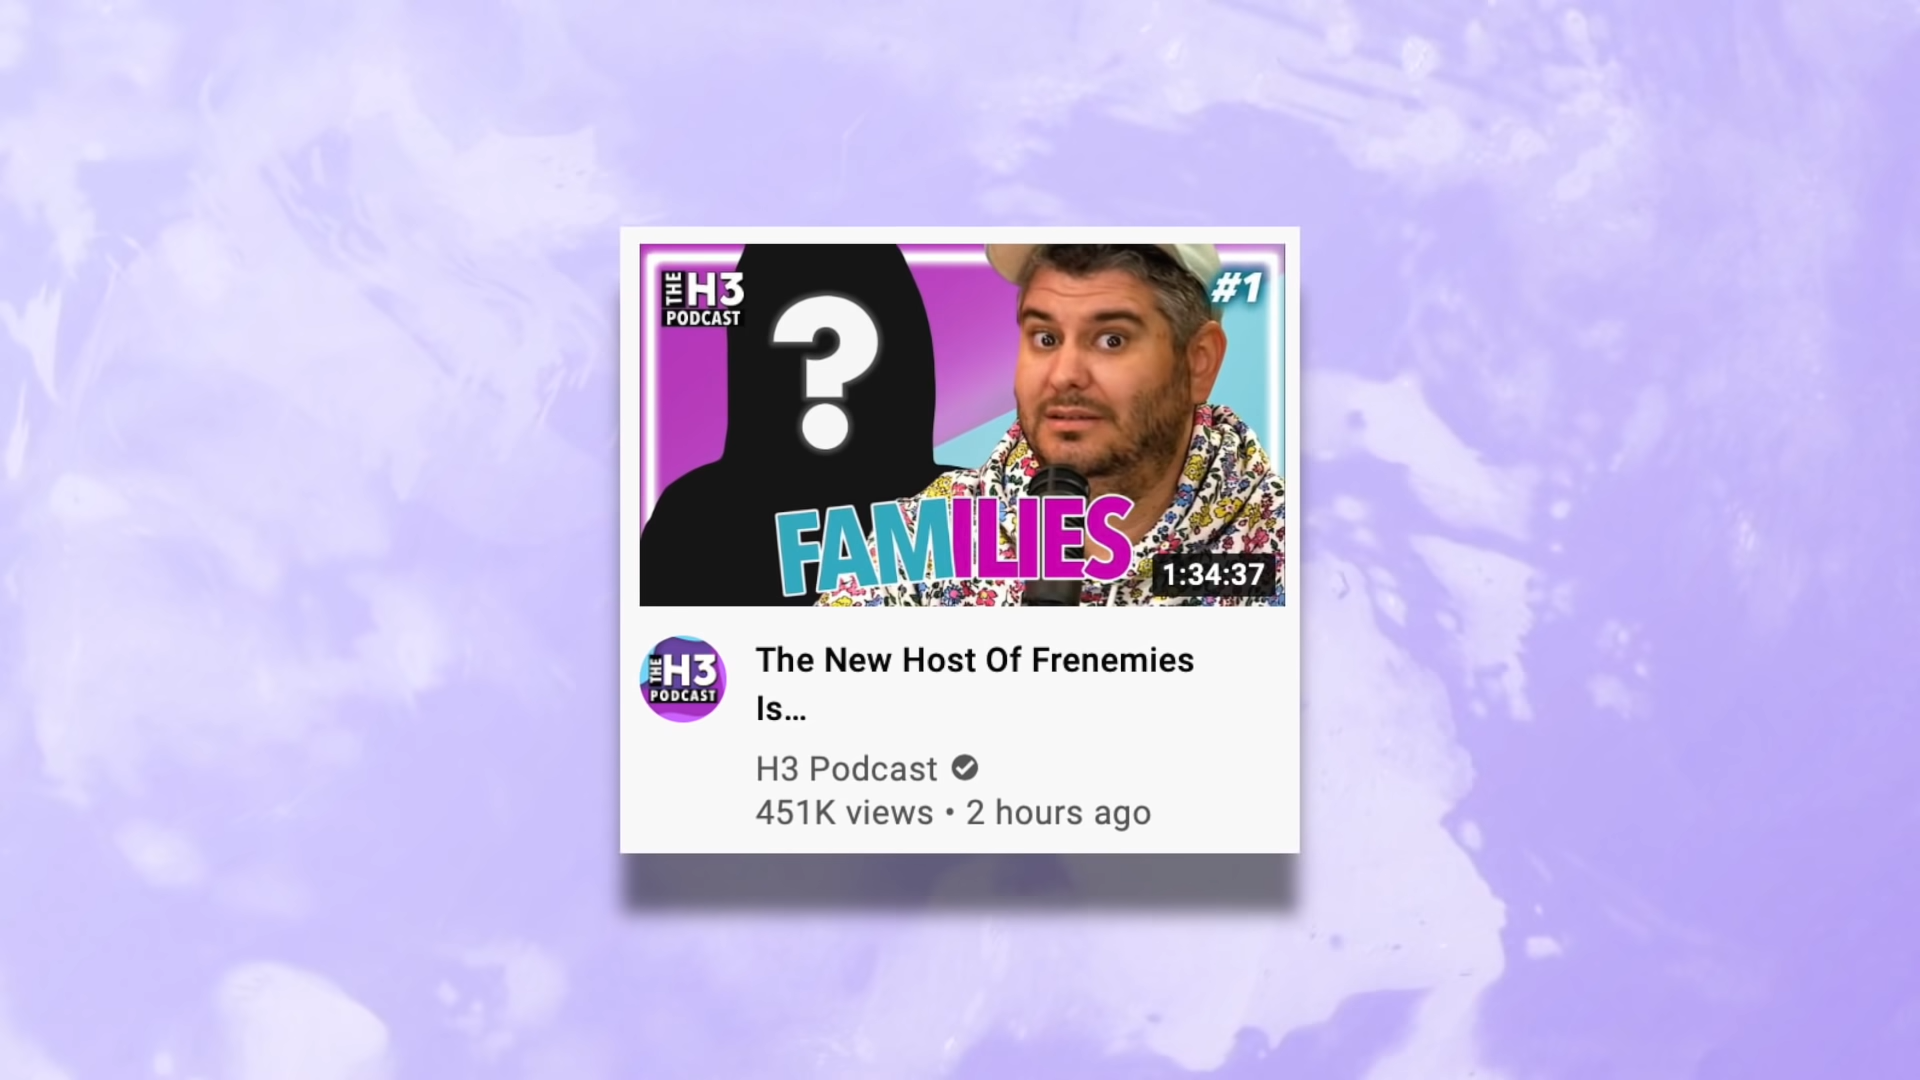 THE H3
PODCAST
?
#1
FAMILIES
1:34:37
THE H3
PODCAST
The New Host Of Frenemies
Is...
H3 Podcast
451K views • 2 hours ago